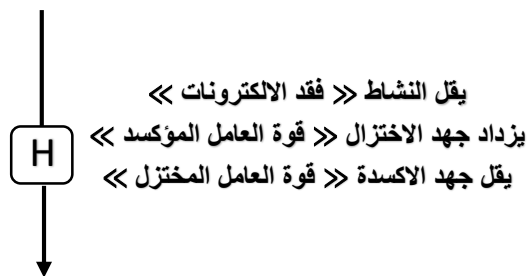 يقل النشاط << فقد الالكترونات >>
يزداد جهد الاختزال << قوة العامل المؤكسد >>
يقل جهد الاكسدة << قوة العامل المختزل >>
H